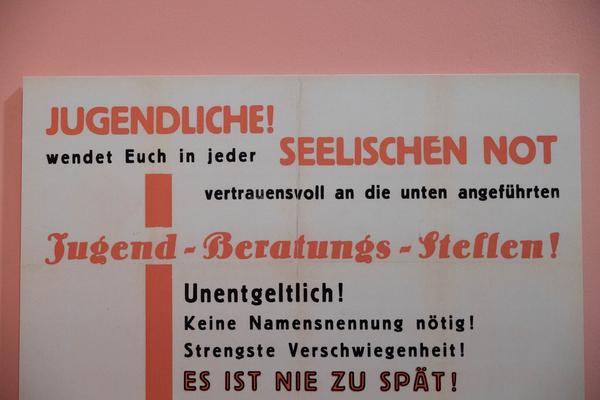 JUGENDLICHE!
wendet Euch in jeder SEELISCHEN NOT
vertrauensvoll an die unten angeführten
Jugend-Beratungs-Stellen!
Unentgeltlich!
Keine Namensnennung nötig!
Strengste Verschwiegenheit!
ES IST NIE ZU SPÄT!